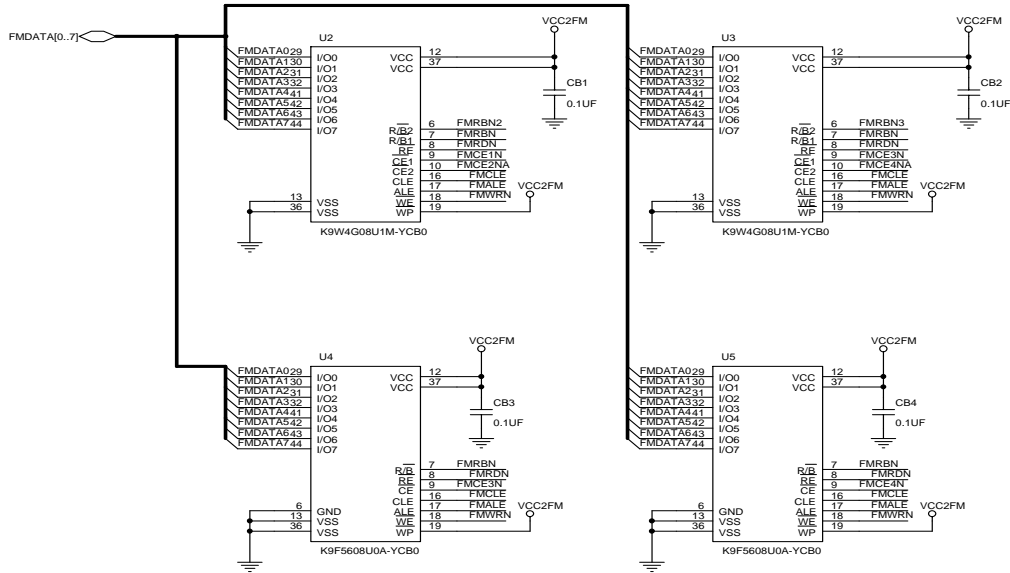 FMDATA[0..7]
VCC2FM
U2
FMDATA0 29 I/O0 VCC 12
FMDATA1 30 I/O1 VCC 37
FMDATA2 31 I/O2
FMDATA3 32 I/O3
FMDATA4 41 I/O4
FMDATA5 42 I/O5
FMDATA6 43 I/O6
FMDATA7 44 I/O7
CB1
0.1UF
R/B2 6 FMRBN2
R/B1 7 FMRBN
RE 8 FMRDN
CE1 9 FMCE1N
CE2 10 FMCE2NA
CLE 16 FMCLE
ALE 17 FMALE
13 VSS WE 18 FMWRN
36 VSS WP 19 VCC2FM
K9W4G08U1M-YCB0
VCC2FM
U3
FMDATA0 29 I/O0 VCC 12
FMDATA1 30 I/O1 VCC 37
FMDATA2 31 I/O2
FMDATA3 32 I/O3
FMDATA4 41 I/O4
FMDATA5 42 I/O5
FMDATA6 43 I/O6
FMDATA7 44 I/O7
CB2
0.1UF
R/B2 6 FMRBN3
R/B1 7 FMRBN
RE 8 FMRDN
CE1 9 FMCE3N
CE2 10 FMCE4NA
CLE 16 FMCLE
ALE 17 FMALE
13 VSS WE 18 FMWRN
36 VSS WP 19 VCC2FM
K9W4G08U1M-YCB0
VCC2FM
U4
FMDATA0 29 I/O0 VCC 12
FMDATA1 30 I/O1 VCC 37
FMDATA2 31 I/O2
FMDATA3 32 I/O3
FMDATA4 41 I/O4
FMDATA5 42 I/O5
FMDATA6 43 I/O6
FMDATA7 44 I/O7
CB3
0.1UF
R/B 7 FMRBN
RE 8 FMRDN
CE 9 FMCE3N
CLE 16 FMCLE
6 GND ALE 17 FMALE
13 VSS WE 18 FMWRN
36 VSS WP 19 VCC2FM
K9F5608U0A-YCB0
VCC2FM
U5
FMDATA0 29 I/O0 VCC 12
FMDATA1 30 I/O1 VCC 37
FMDATA2 31 I/O2
FMDATA3 32 I/O3
FMDATA4 41 I/O4
FMDATA5 42 I/O5
FMDATA6 43 I/O6
FMDATA7 44 I/O7
CB4
0.1UF
R/B 7 FMRBN
RE 8 FMRDN
CE 9 FMCE4N
CLE 16 FMCLE
6 GND ALE 17 FMALE
13 VSS WE 18 FMWRN
36 VSS WP 19 VCC2FM
K9F5608U0A-YCB0